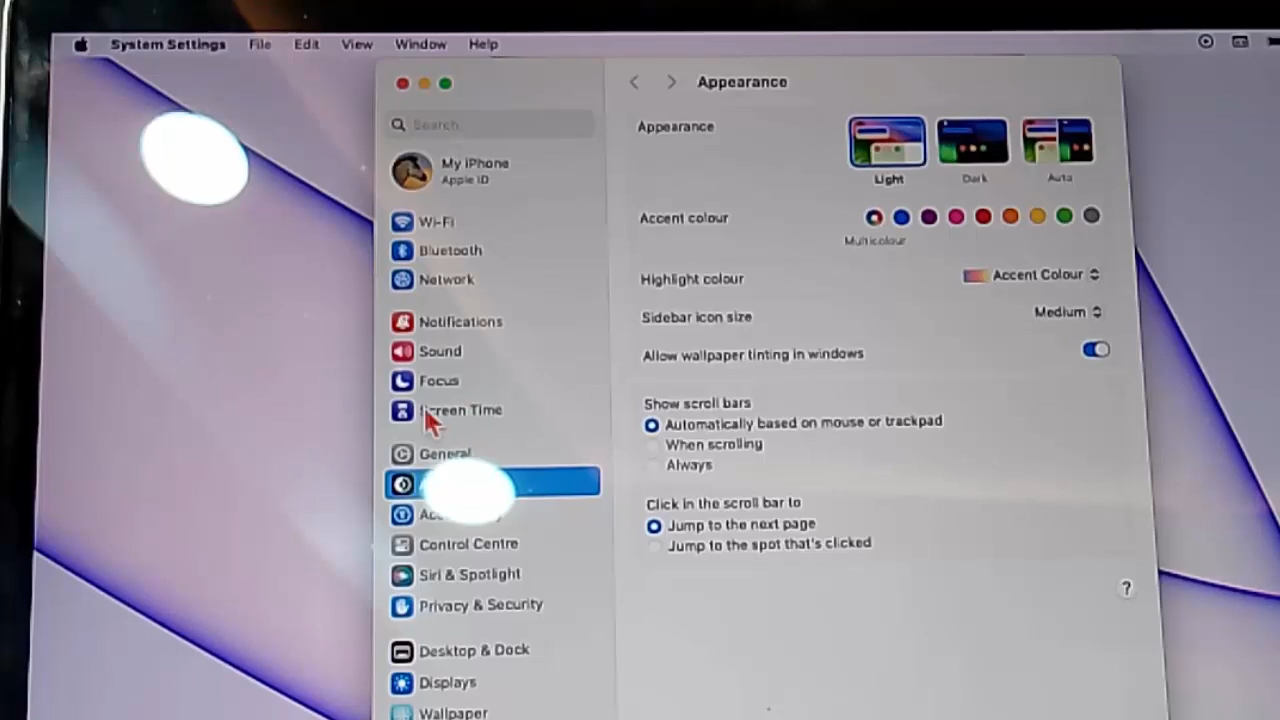 System Settings File Edit View Window Help
Appearance
Search
My iPhone
Apple ID
Wi-Fi
Bluetooth
Network
Notifications
Sound
Focus
Screen Time
General
Control Centre
Siri & Spotlight
Privacy & Security
Desktop & Dock
Displays
Wallpaper
Appearance
Light Dark Auto
Accent colour
Multicolour
Highlight colour Accent Colour
Sidebar icon size Medium
Allow wallpaper tinting in windows
Show scroll bars
Automatically based on mouse or trackpad
When scrolling
Always
Click in the scroll bar to
Jump to the next page
Jump to the spot that's clicked
?